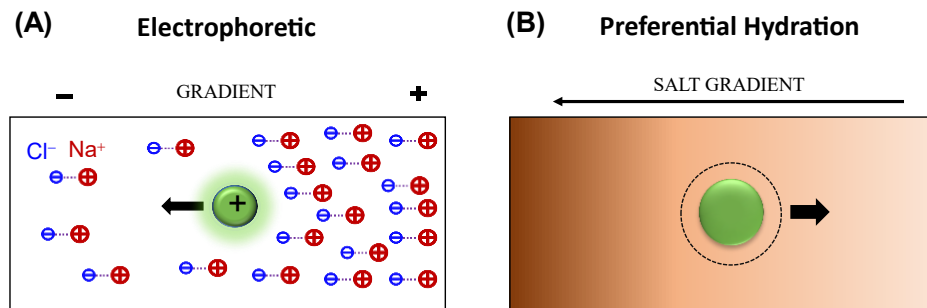 (A) Electrophoretic
− GRADIENT +
Cl⁻ Na⁺
+
(B) Preferential Hydration
SALT GRADIENT